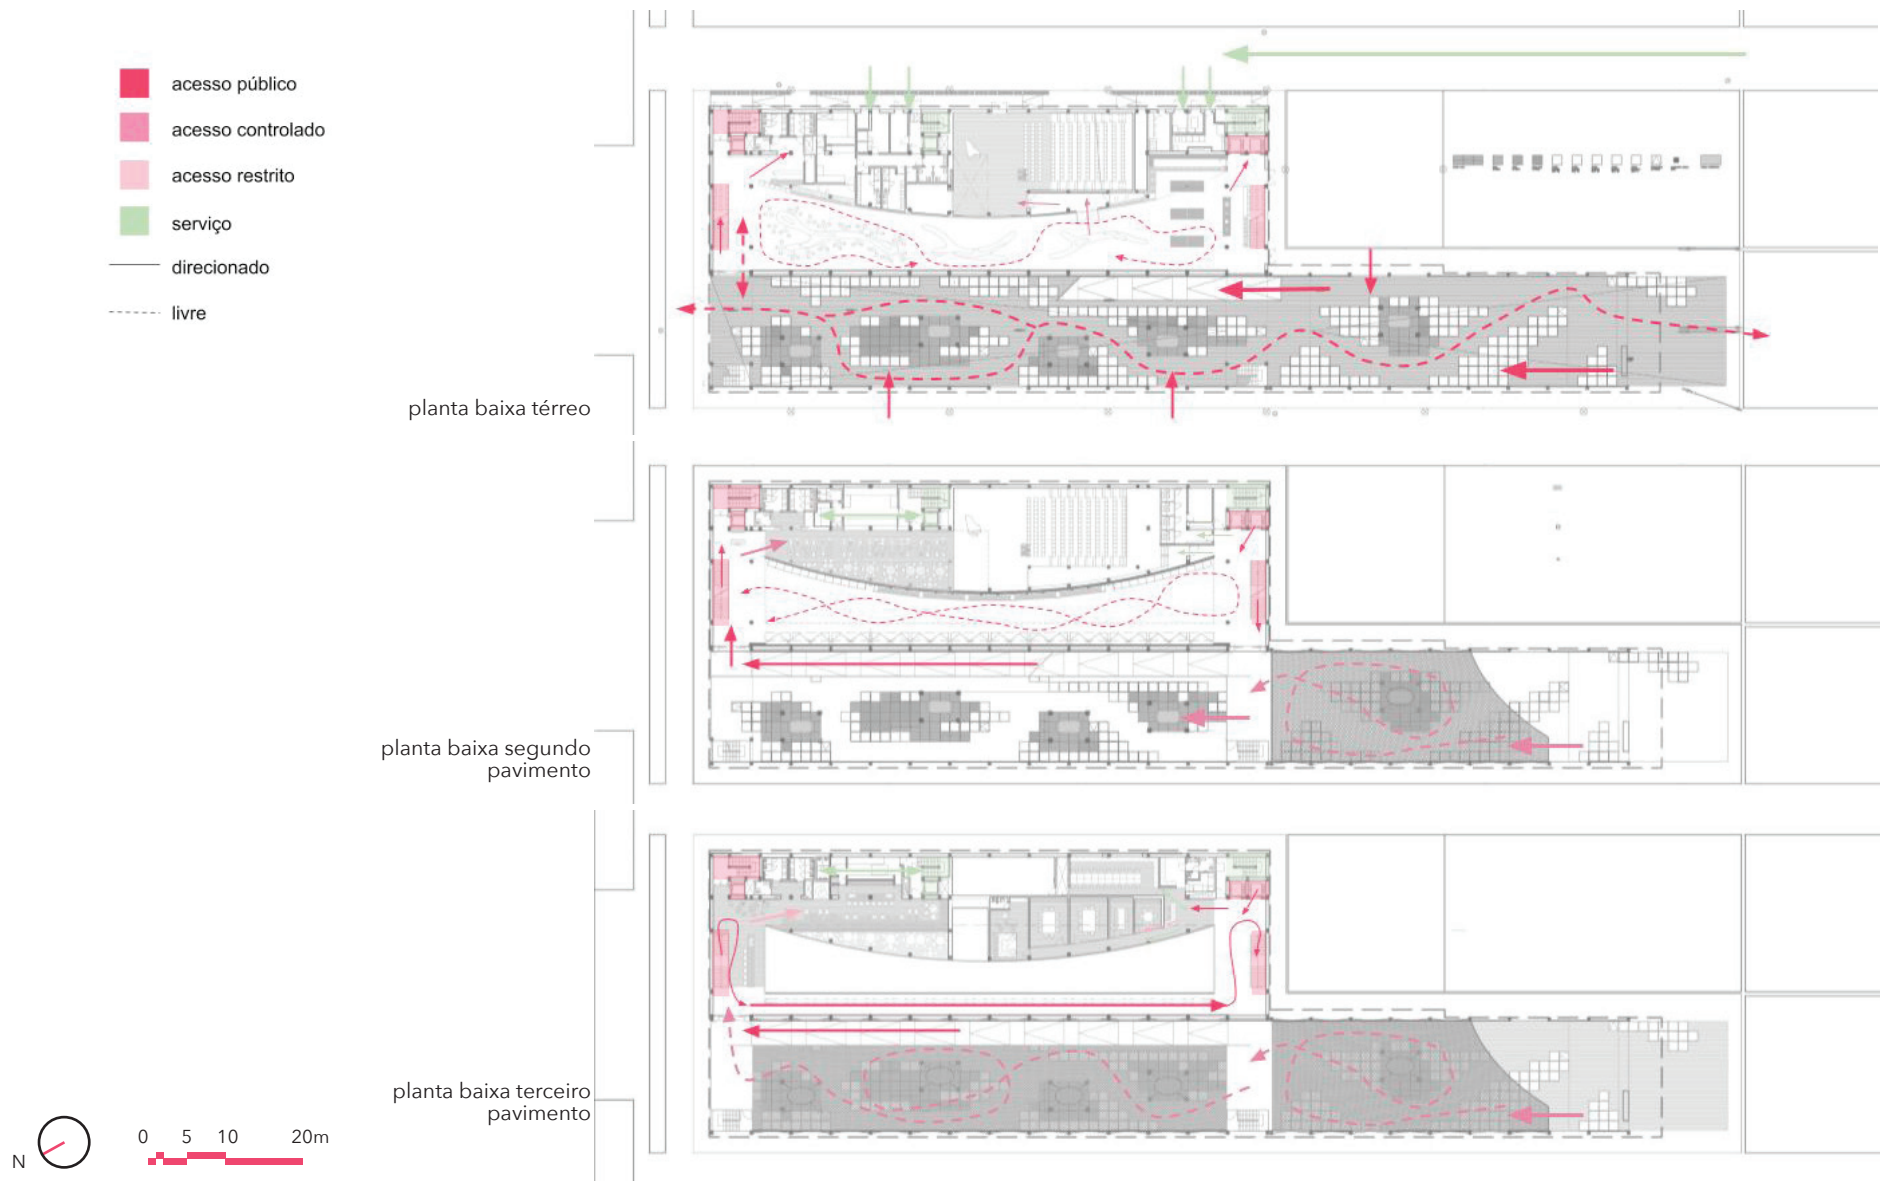 acesso público
acesso controlado
acesso restrito
serviço
direcionado
livre
planta baixa térreo
planta baixa segundo
pavimento
planta baixa terceiro
pavimento
N
0 5 10 20m